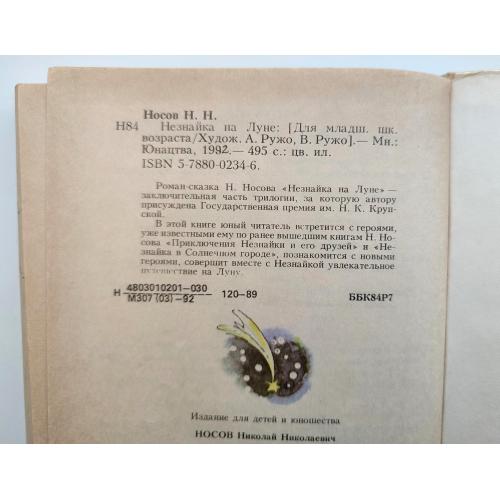 Носов Н. Н.
Н84 Незнайка на Луне: [Для младш. шк.
возраста/Худож. А. Ружо, В. Ружо].— Мн.:
Юнацтва, 1992.— 495 с.: цв. ил.
ISBN 5-7880-0234-6.
Роман-сказка Н. Носова «Незнайка на Луне» —
заключительная часть трилогии, за которую автору
присуждена Государственная премия им. Н. К. Круп-
ской.
В этой книге юный читатель встретится с героями,
уже известными ему по ранее вышедшим книгам Н. Но-
сова «Приключения Незнайки и его друзей» и «Не-
знайка в Солнечном городе», познакомится с новыми
героями, совершит вместе с Незнайкой увлекательное
путешествие на Луну.
Н 4803010201—030 120—89 ББК84Р7
М307 (03)—92
Издание для детей и юношества
НОСОВ Николай Николаевич